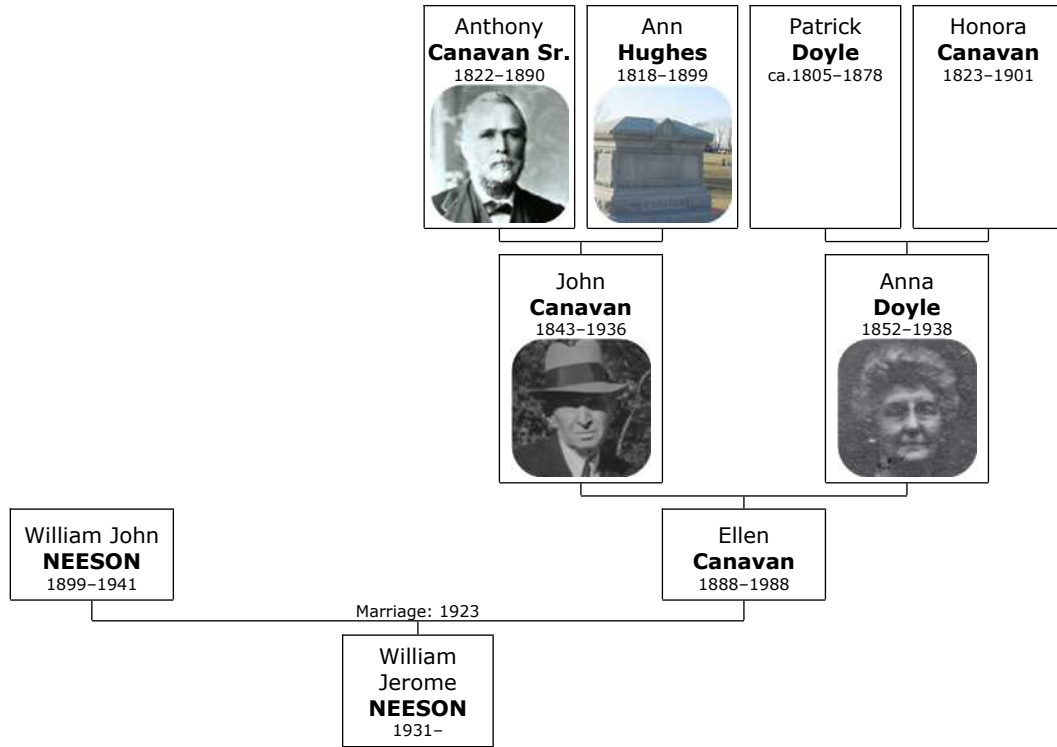 Anthony
Canavan Sr.
1822–1890
Ann
Hughes
1818–1899
Patrick
Doyle
ca.1805–1878
Honora
Canavan
1823–1901
John
Canavan
1843–1936
Anna
Doyle
1852–1938
William John
NEESON
1899–1941
Ellen
Canavan
1888–1988
Marriage: 1923
William
Jerome
NEESON
1931–